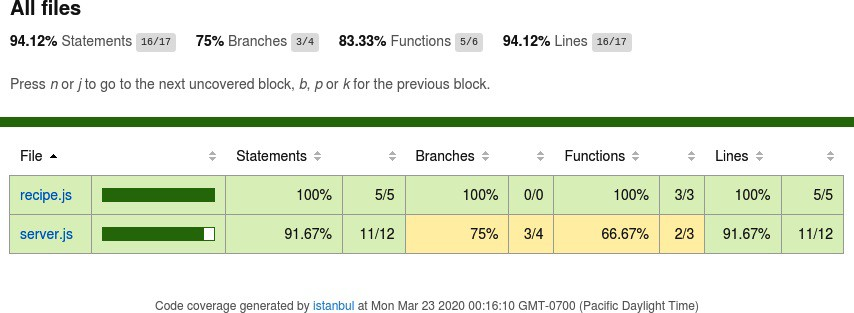 All files
94.12% Statements 16/17 75% Branches 3/4 83.33% Functions 5/6 94.12% Lines 16/17
Press n or j to go to the next uncovered block, b, p or k for the previous block.
File Statements Branches Functions Lines
recipe.js 100% 5/5 100% 0/0 100% 3/3 100% 5/5
server.js 91.67% 11/12 75% 3/4 66.67% 2/3 91.67% 11/12
Code coverage generated by istanbul at Mon Mar 23 2020 00:16:10 GMT-0700 (Pacific Daylight Time)